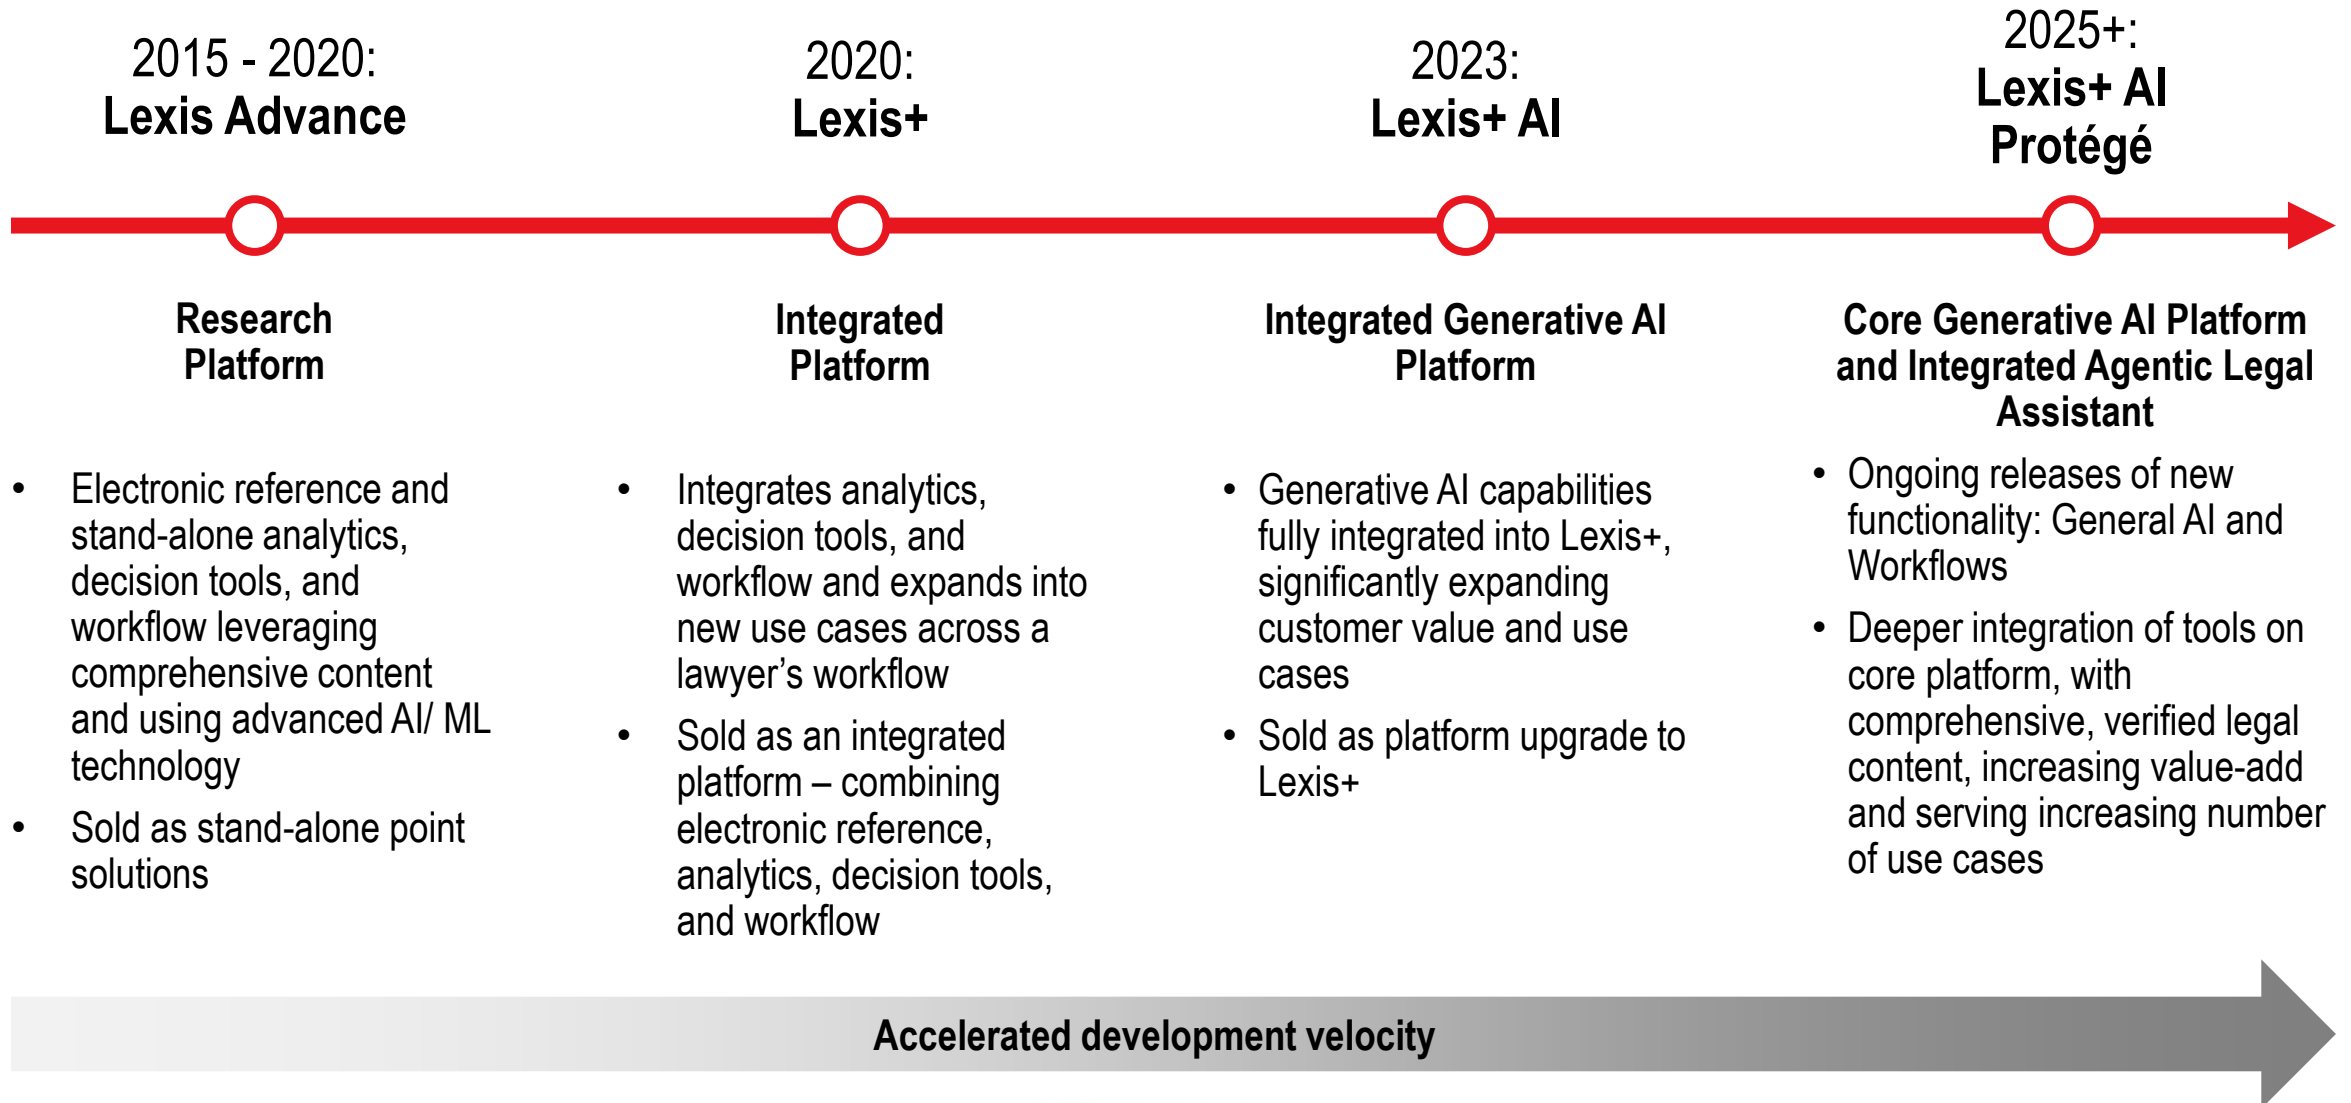 2015 - 2020:
Lexis Advance
2020:
Lexis+
2023:
Lexis+ AI
2025+:
Lexis+ AI
Protégé
Research
Platform
Integrated
Platform
Integrated Generative AI
Platform
Core Generative AI Platform
and Integrated Agentic Legal
Assistant
• Electronic reference and
stand-alone analytics,
decision tools, and
workflow leveraging
comprehensive content
and using advanced AI/ ML
technology
• Sold as stand-alone point
solutions
• Integrates analytics,
decision tools, and
workflow and expands into
new use cases across a
lawyer’s workflow
• Sold as an integrated
platform – combining
electronic reference,
analytics, decision tools,
and workflow
• Generative AI capabilities
fully integrated into Lexis+,
significantly expanding
customer value and use
cases
• Sold as platform upgrade to
Lexis+
• Ongoing releases of new
functionality: General AI and
Workflows
• Deeper integration of tools on
core platform, with
comprehensive, verified legal
content, increasing value-add
and serving increasing number
of use cases
Accelerated development velocity